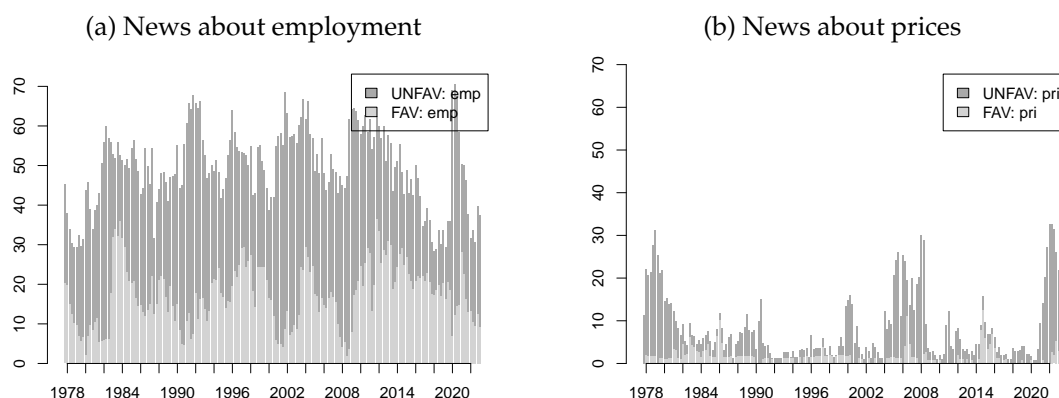 (a) News about employment
UNFAV: emp
FAV: emp
0 10 20 30 40 50 60 70
1978 1984 1990 1996 2002 2008 2014 2020
(b) News about prices
UNFAV: pri
FAV: pri
0 10 20 30 40 50 60 70
1978 1984 1990 1996 2002 2008 2014 2020